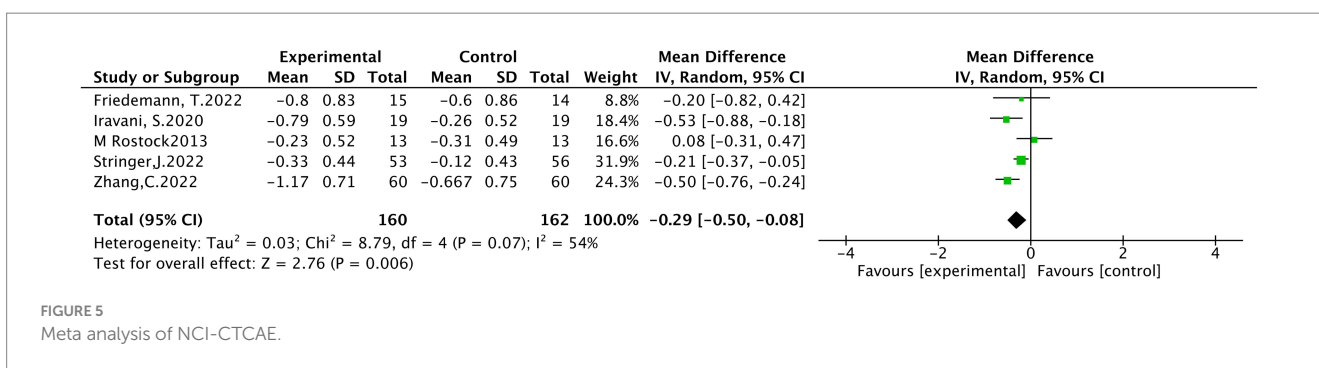 Experimental Control Mean Difference Mean Difference
Study or Subgroup Mean SD Total Mean SD Total Weight IV, Random, 95% CI IV, Random, 95% CI
Friedemann, T.2022 −0.8 0.83 15 −0.6 0.86 14 8.8% −0.20 [−0.82, 0.42]
Iravani, S.2020 −0.79 0.59 19 −0.26 0.52 19 18.4% −0.53 [−0.88, −0.18]
M Rostock2013 −0.23 0.52 13 −0.31 0.49 13 16.6% 0.08 [−0.31, 0.47]
Stringer,J.2022 −0.33 0.44 53 −0.12 0.43 56 31.9% −0.21 [−0.37, −0.05]
Zhang,C.2022 −1.17 0.71 60 −0.667 0.75 60 24.3% −0.50 [−0.76, −0.24]
Total (95% CI) 160 162 100.0% −0.29 [−0.50, −0.08]
Heterogeneity: Tau² = 0.03; Chi² = 8.79, df = 4 (P = 0.07); I² = 54%
Test for overall effect: Z = 2.76 (P = 0.006)
−4 −2 0 2 4
Favours [experimental] Favours [control]
FIGURE 5
Meta analysis of NCI-CTCAE.